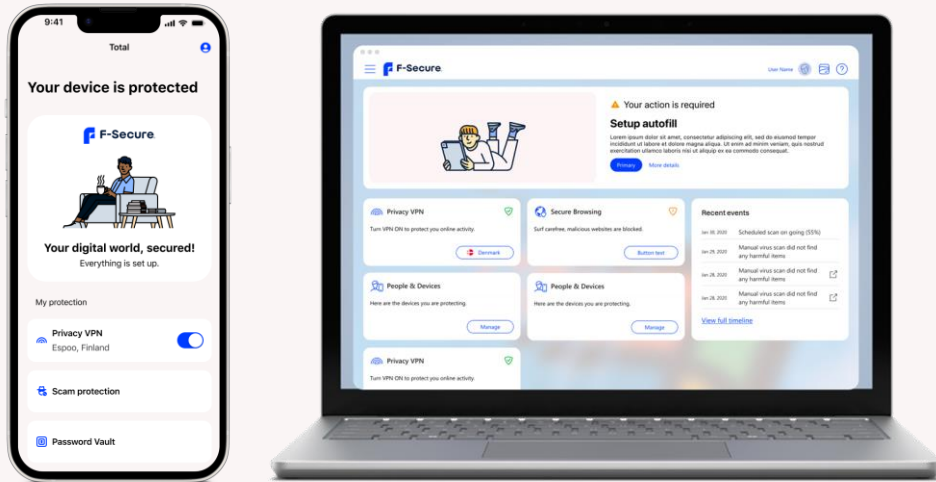 9:41
Total
Your device is protected
F-Secure
Your digital world, secured!
Everything is set up.
My protection
Privacy VPN
Espoo, Finland
Scam protection
Password Vault
F-Secure
User Name
Your action is required
Setup autofill
Lorem ipsum dolor sit amet, consectetur adipiscing elit, sed do eiusmod tempor
incididunt ut labore et dolore magna aliqua. Ut enim ad minim veniam, quis nostrud
exercitation ullamco laboris nisi ut aliquip ex ea commodo consequat.
Primary More details
Privacy VPN
Turn VPN ON to protect you online activity.
Denmark
Secure Browsing
Surf carefree, malicious websites are blocked.
Button text
People & Devices
Here are the devices you are protecting.
Manage
People & Devices
Here are the devices you are protecting.
Manage
Privacy VPN
Turn VPN ON to protect you online activity.
Recent events
Jan 30, 2020 Scheduled scan on going (55%)
Jan 29, 2020 Manual virus scan did not find
any harmful items
Jan 28, 2020 Manual virus scan did not find
any harmful items
Jan 28, 2020 Manual virus scan did not find
any harmful items
View full timeline